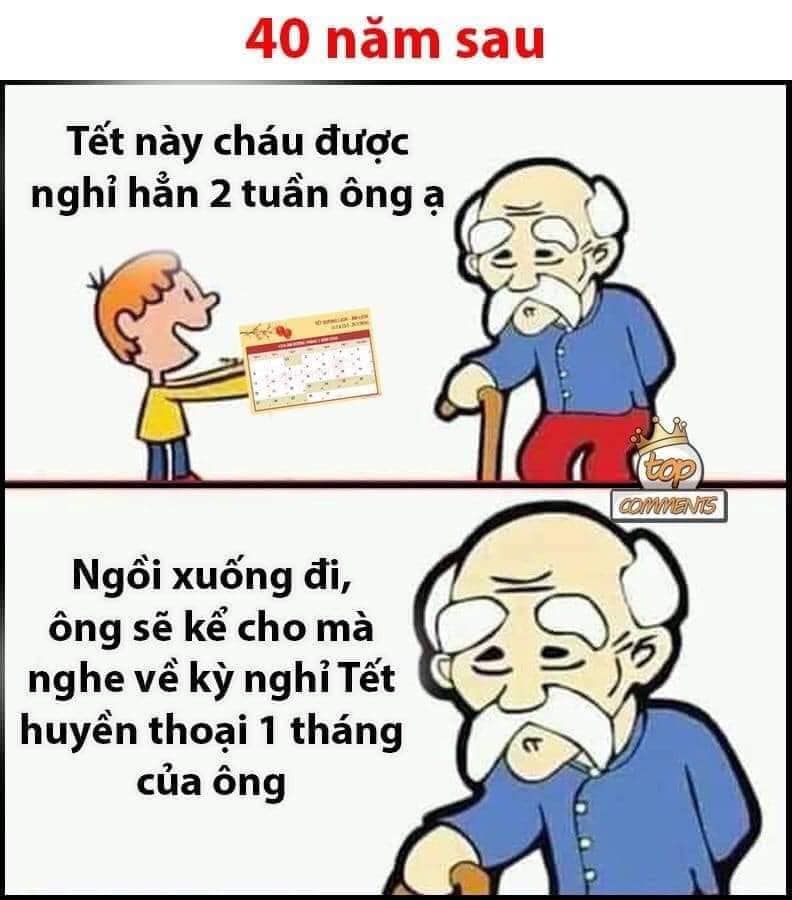 40 năm sau
Tết này cháu được
nghỉ hẳn 2 tuần ông ạ
top
COMMENTS
Ngồi xuống đi,
ông sẽ kể cho mà
nghe về kỳ nghỉ Tết
huyền thoại 1 tháng
của ông